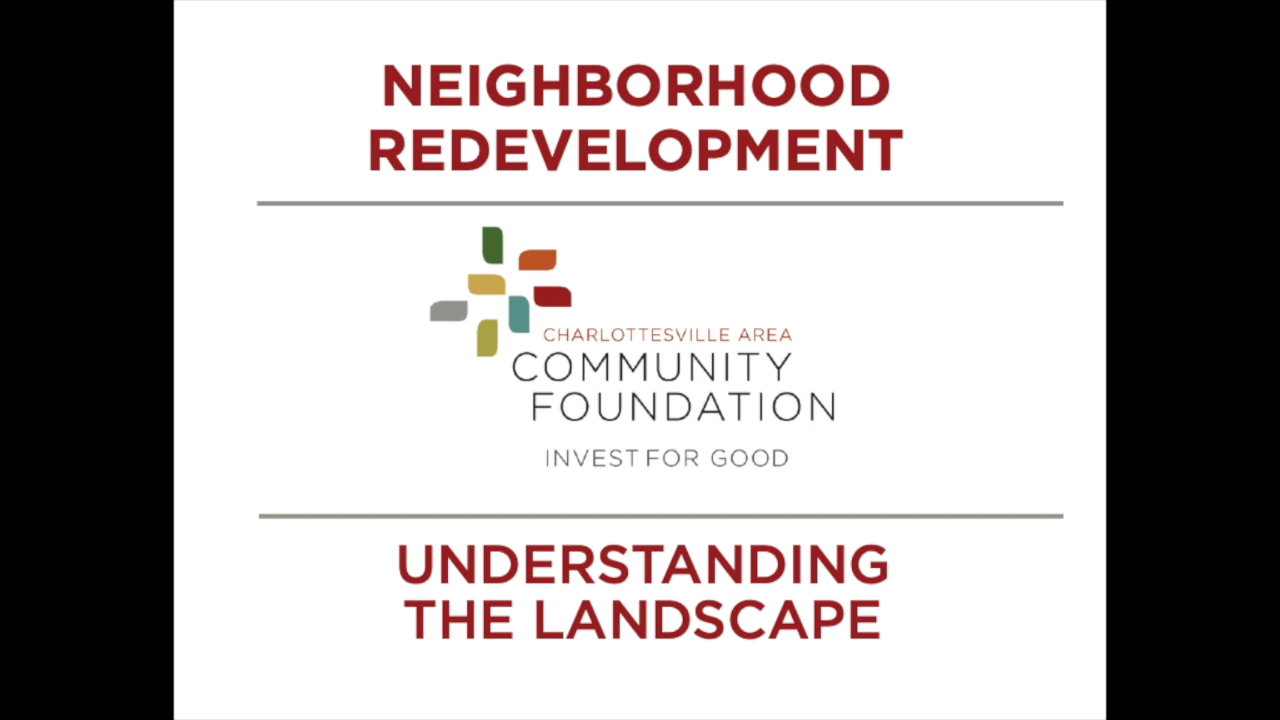 NEIGHBORHOOD
REDEVELOPMENT
CHARLOTTESVILLE AREA
COMMUNITY
FOUNDATION
INVEST FOR GOOD
UNDERSTANDING
THE LANDSCAPE